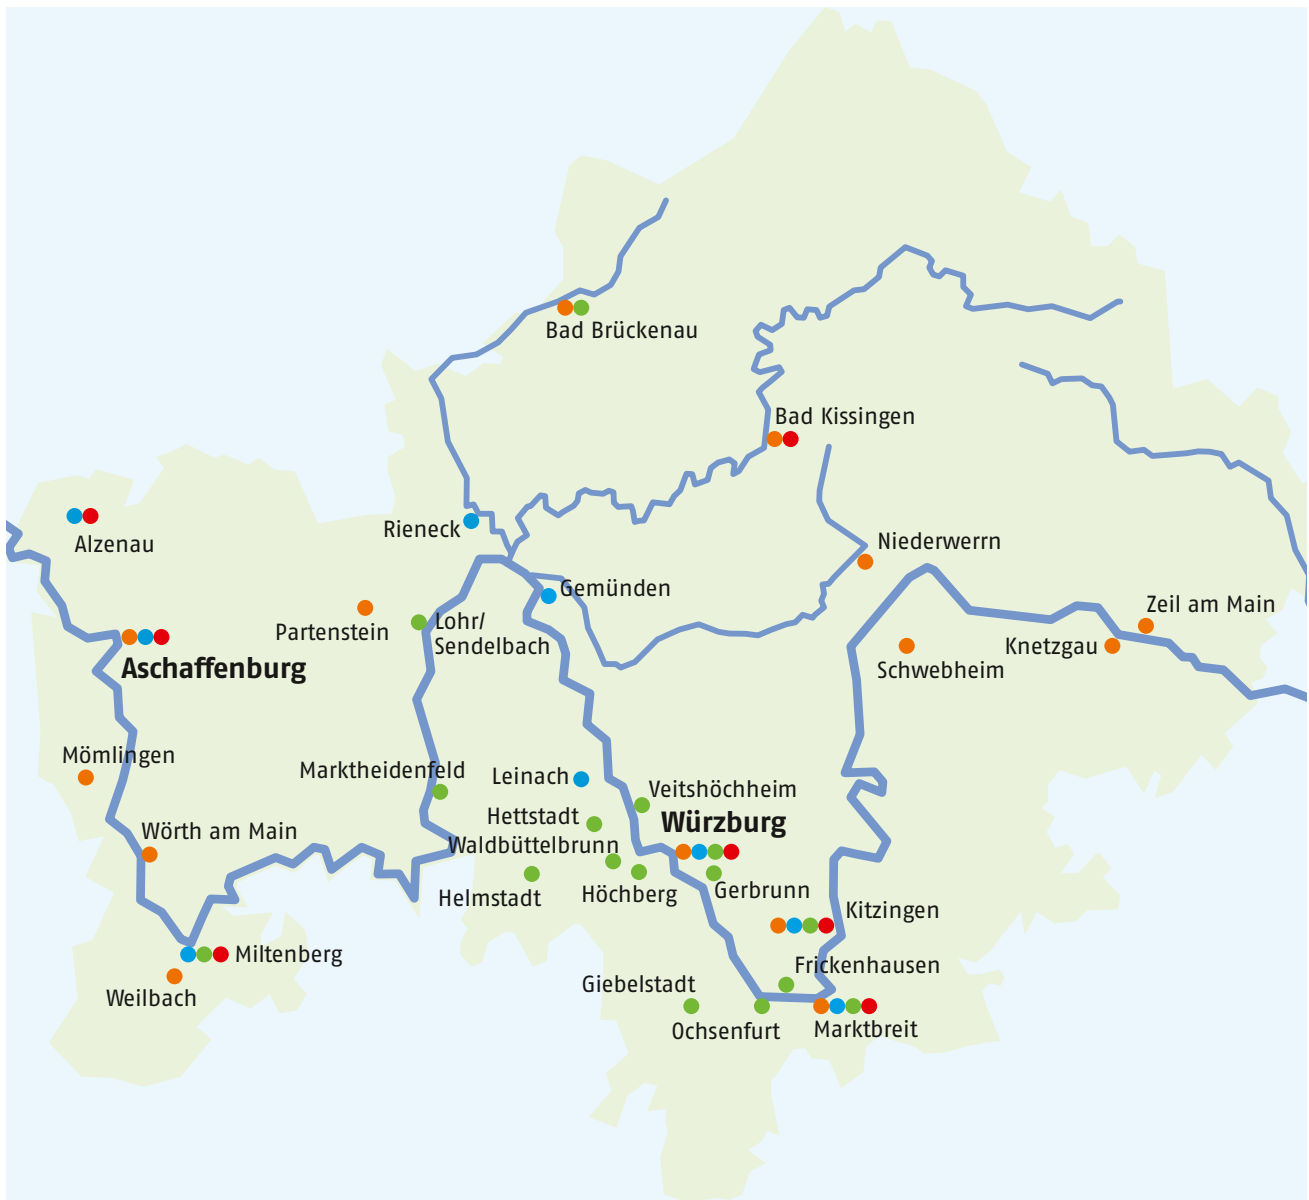 Bad Brückenau
Bad Kissingen
Rieneck
Alzenau
Niederwerrn
Gemünden
Partenstein
Lohr/
Sendelbach
Zeil am Main
Knetzgau
Schwebheim
Aschaffenburg
Mömlingen
Marktheidenfeld
Leinach
Veitshöchheim
Hettstadt
Würzburg
Wörth am Main
Waldbüttelbrunn
Helmstadt
Höchberg
Gerbrunn
Kitzingen
Miltenberg
Weilbach
Frickenhausen
Giebelstadt
Ochsenfurt
Marktbreit